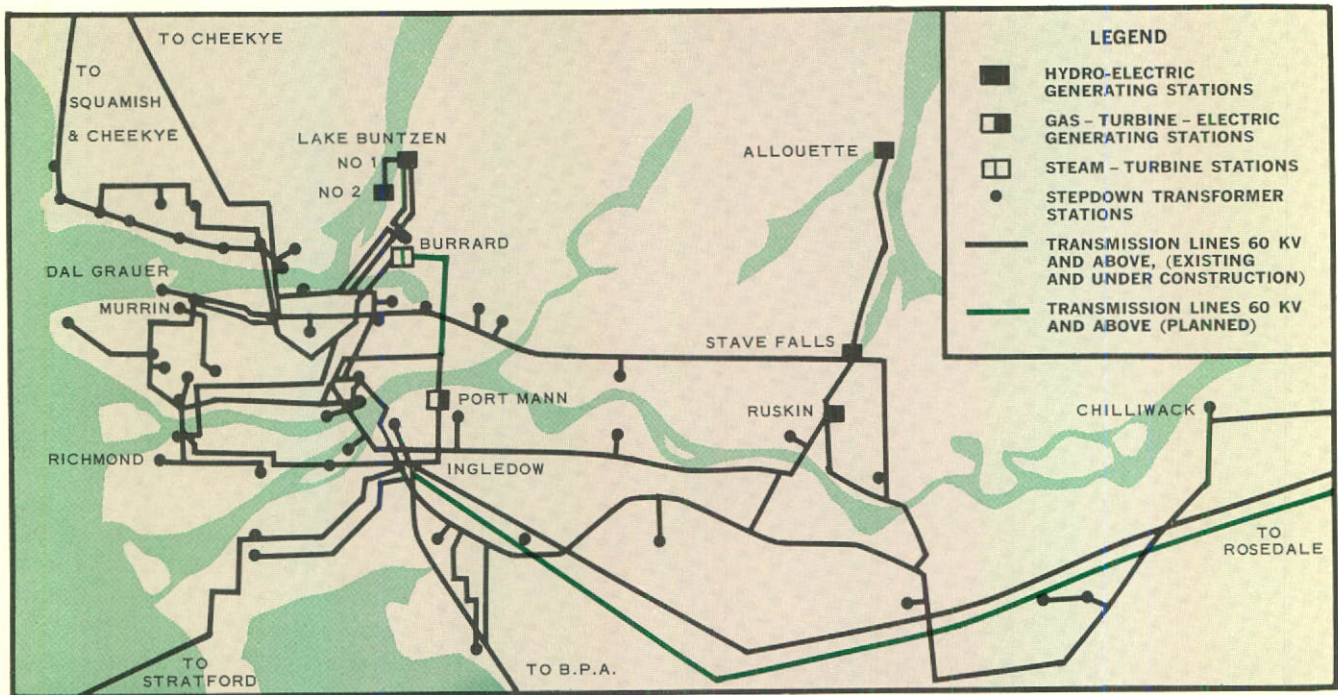 TO CHEEKYE
TO
SQUAMISH
& CHEEKYE
LAKE BUNTZEN
NO 1
NO 2
BURRARD
DAL GRAUER
MURRIN
PORT MANN
RICHMOND
INGLEDOW
ALLOUETTE
STAVE FALLS
RUSKIN
CHILLIWACK
TO
ROSEDALE
TO
STRATFORD
TO B.P.A.
LEGEND
HYDRO-ELECTRIC
GENERATING STATIONS
GAS-TURBINE-ELECTRIC
GENERATING STATIONS
STEAM-TURBINE STATIONS
STEPDOWN TRANSFORMER
STATIONS
TRANSMISSION LINES 60 KV
AND ABOVE, (EXISTING
AND UNDER CONSTRUCTION)
TRANSMISSION LINES 60 KV
AND ABOVE (PLANNED)